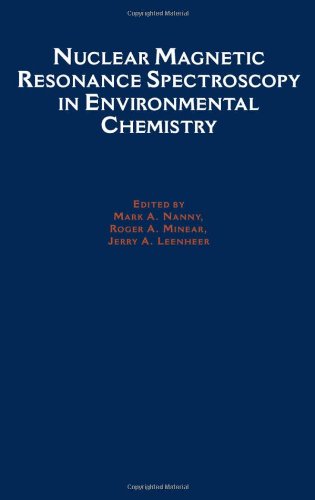 Nuclear Magnetic
Resonance Spectroscopy
in Environmental
Chemistry
Edited by
Mark A. Nanny,
Roger A. Minear,
Jerry A. Leenheer